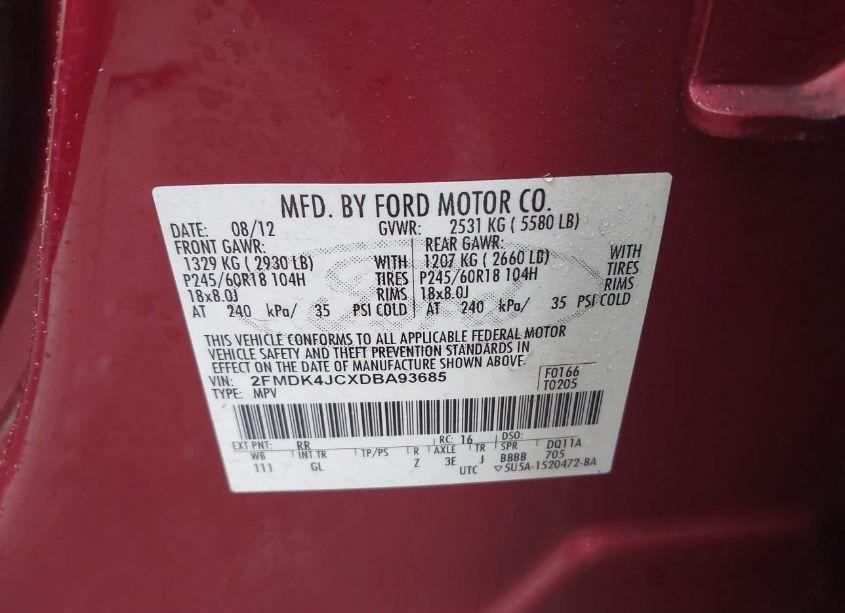 MFD. BY FORD MOTOR CO.
DATE: 08/12 GVWR: 2531 KG ( 5580 LB)
FRONT GAWR: REAR GAWR:
1329 KG ( 2930 LB) WITH 1207 KG ( 2660 LB) WITH
P245/60R18 104H TIRES P245/60R18 104H TIRES
18x8.0J RIMS 18x8.0J RIMS
AT 240 kPa/ 35 PSI COLD AT 240 kPa/ 35 PSI COLD
THIS VEHICLE CONFORMS TO ALL APPLICABLE FEDERAL MOTOR
VEHICLE SAFETY AND THEFT PREVENTION STANDARDS IN
EFFECT ON THE DATE OF MANUFACTURE SHOWN ABOVE.
VIN: 2FMDK4JCXDBA93685 F0166
TYPE: MPV T0205
EXT PNT: RR RC: 16 DSO:
WB INT TR TP/PS R AXLE TR SPR DQ11A
111 GL Z 3E J BBBB 705
UTC ▽5U5A-1520472-BA